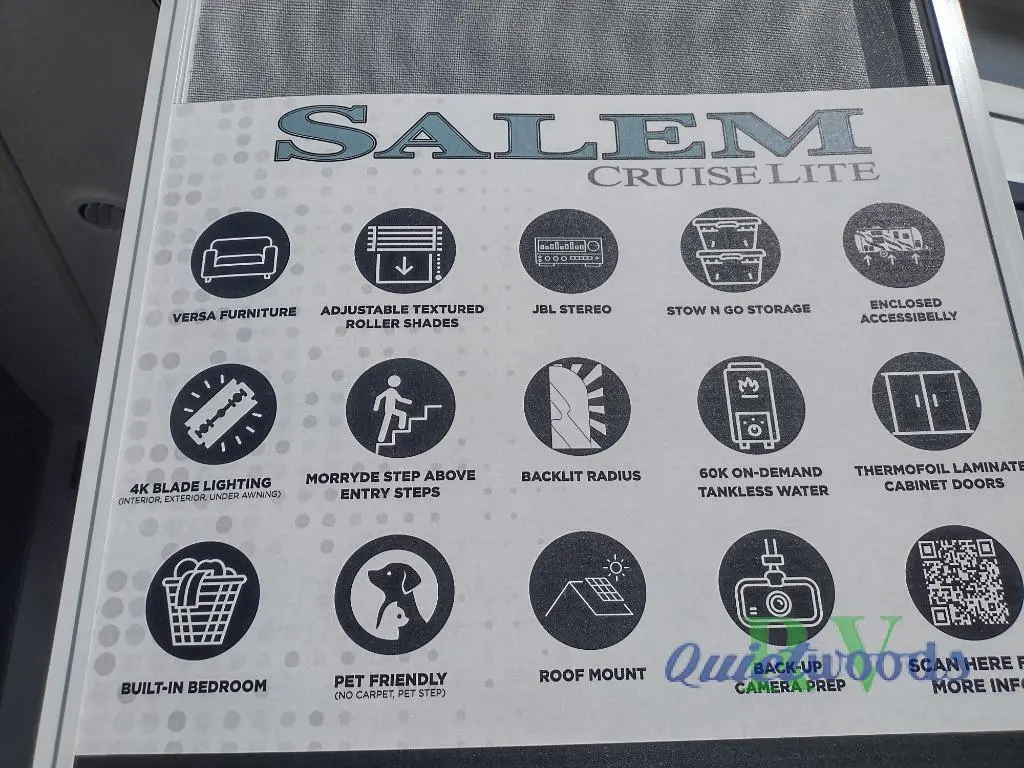 SALEM
CRUISE LITE
VERSA FURNITURE
ADJUSTABLE TEXTURED
ROLLER SHADES
JBL STEREO
STOW N GO STORAGE
ENCLOSED
ACCESSIBELLY
4K BLADE LIGHTING
(INTERIOR, EXTERIOR, UNDER AWNING)
MORRYDE STEP ABOVE
ENTRY STEPS
BACKLIT RADIUS
60K ON-DEMAND
TANKLESS WATER
THERMOFOIL LAMINATE
CABINET DOORS
BUILT-IN BEDROOM
PET FRIENDLY
(NO CARPET, PET STEP)
ROOF MOUNT
BACK-UP
CAMERA PREP
SCAN HERE F
MORE INFO
RV
Quietwoods